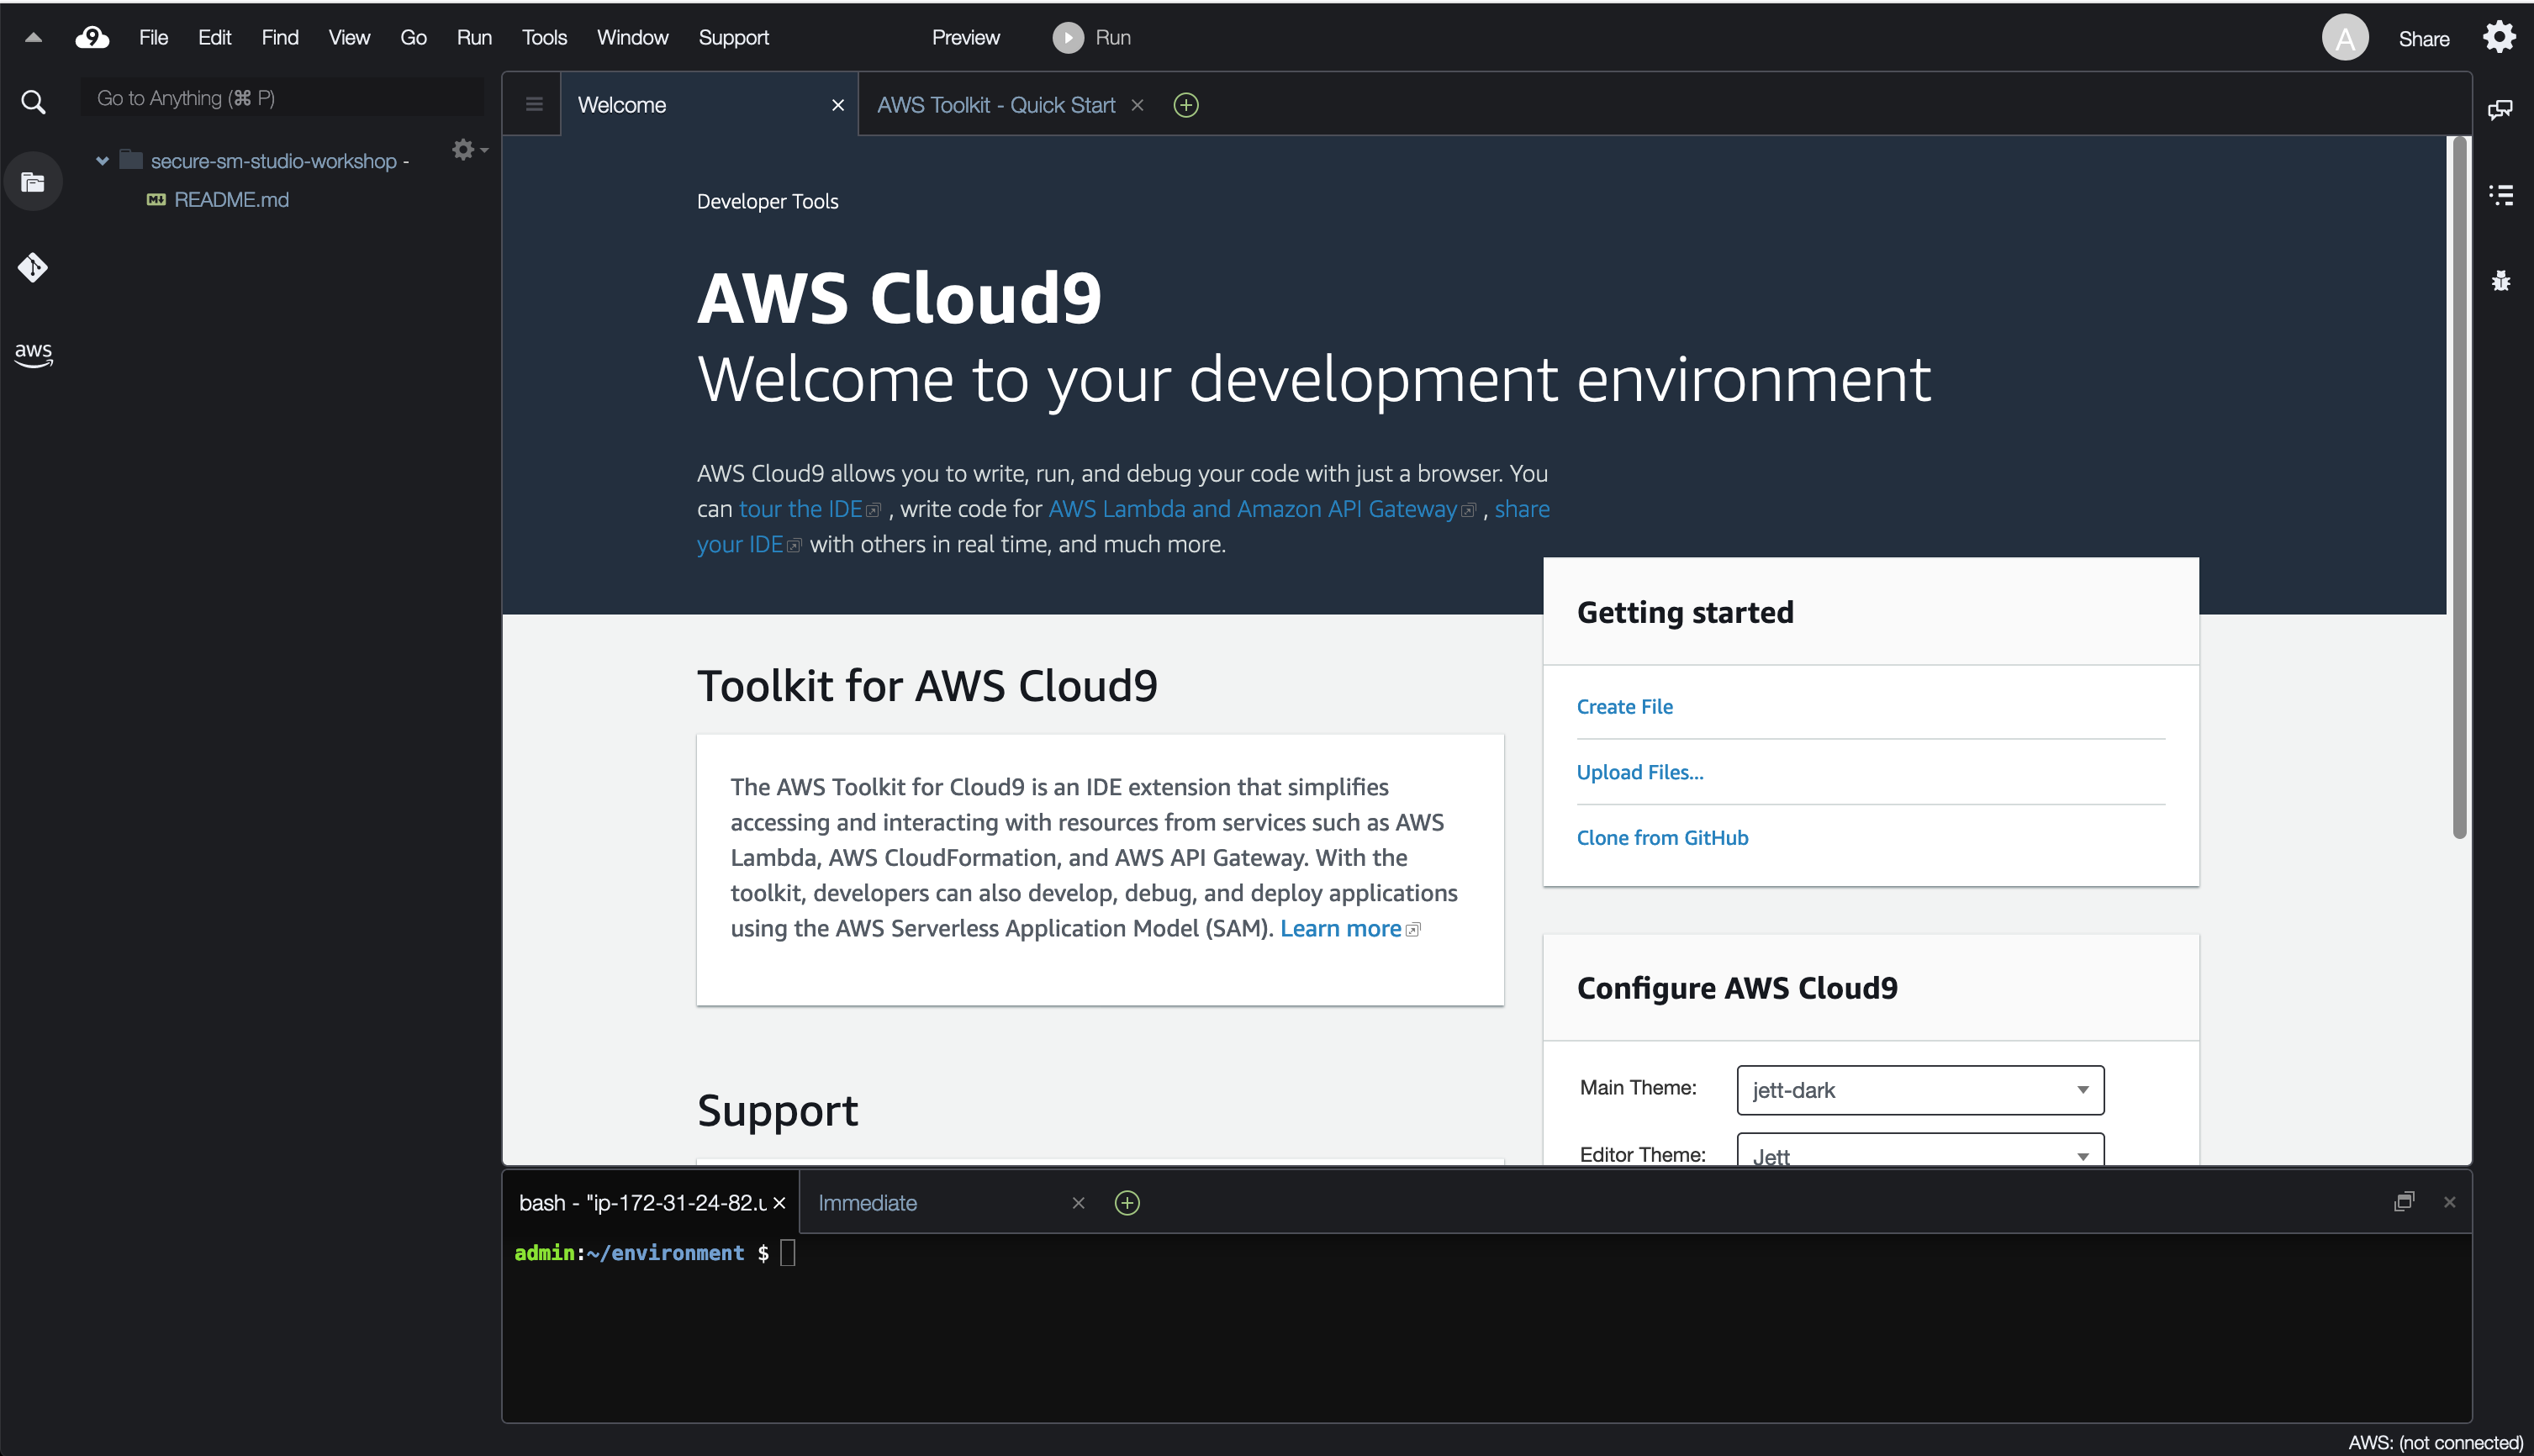 9 File Edit Find View Go Run Tools Window Support Preview Run A Share
Go to Anything (⌘ P)
secure-sm-studio-workshop -
README.md
aws
Welcome
AWS Toolkit - Quick Start
Developer Tools
AWS Cloud9
Welcome to your development environment
AWS Cloud9 allows you to write, run, and debug your code with just a browser. You
can tour the IDE , write code for AWS Lambda and Amazon API Gateway , share
your IDE with others in real time, and much more.
Toolkit for AWS Cloud9
The AWS Toolkit for Cloud9 is an IDE extension that simplifies
accessing and interacting with resources from services such as AWS
Lambda, AWS CloudFormation, and AWS API Gateway. With the
toolkit, developers can also develop, debug, and deploy applications
using the AWS Serverless Application Model (SAM). Learn more
Support
Getting started
Create File
Upload Files...
Clone from GitHub
Configure AWS Cloud9
Main Theme: jett-dark
Editor Theme: Jett
bash - "ip-172-31-24-82.u
Immediate
admin:~/environment $
AWS: (not connected)